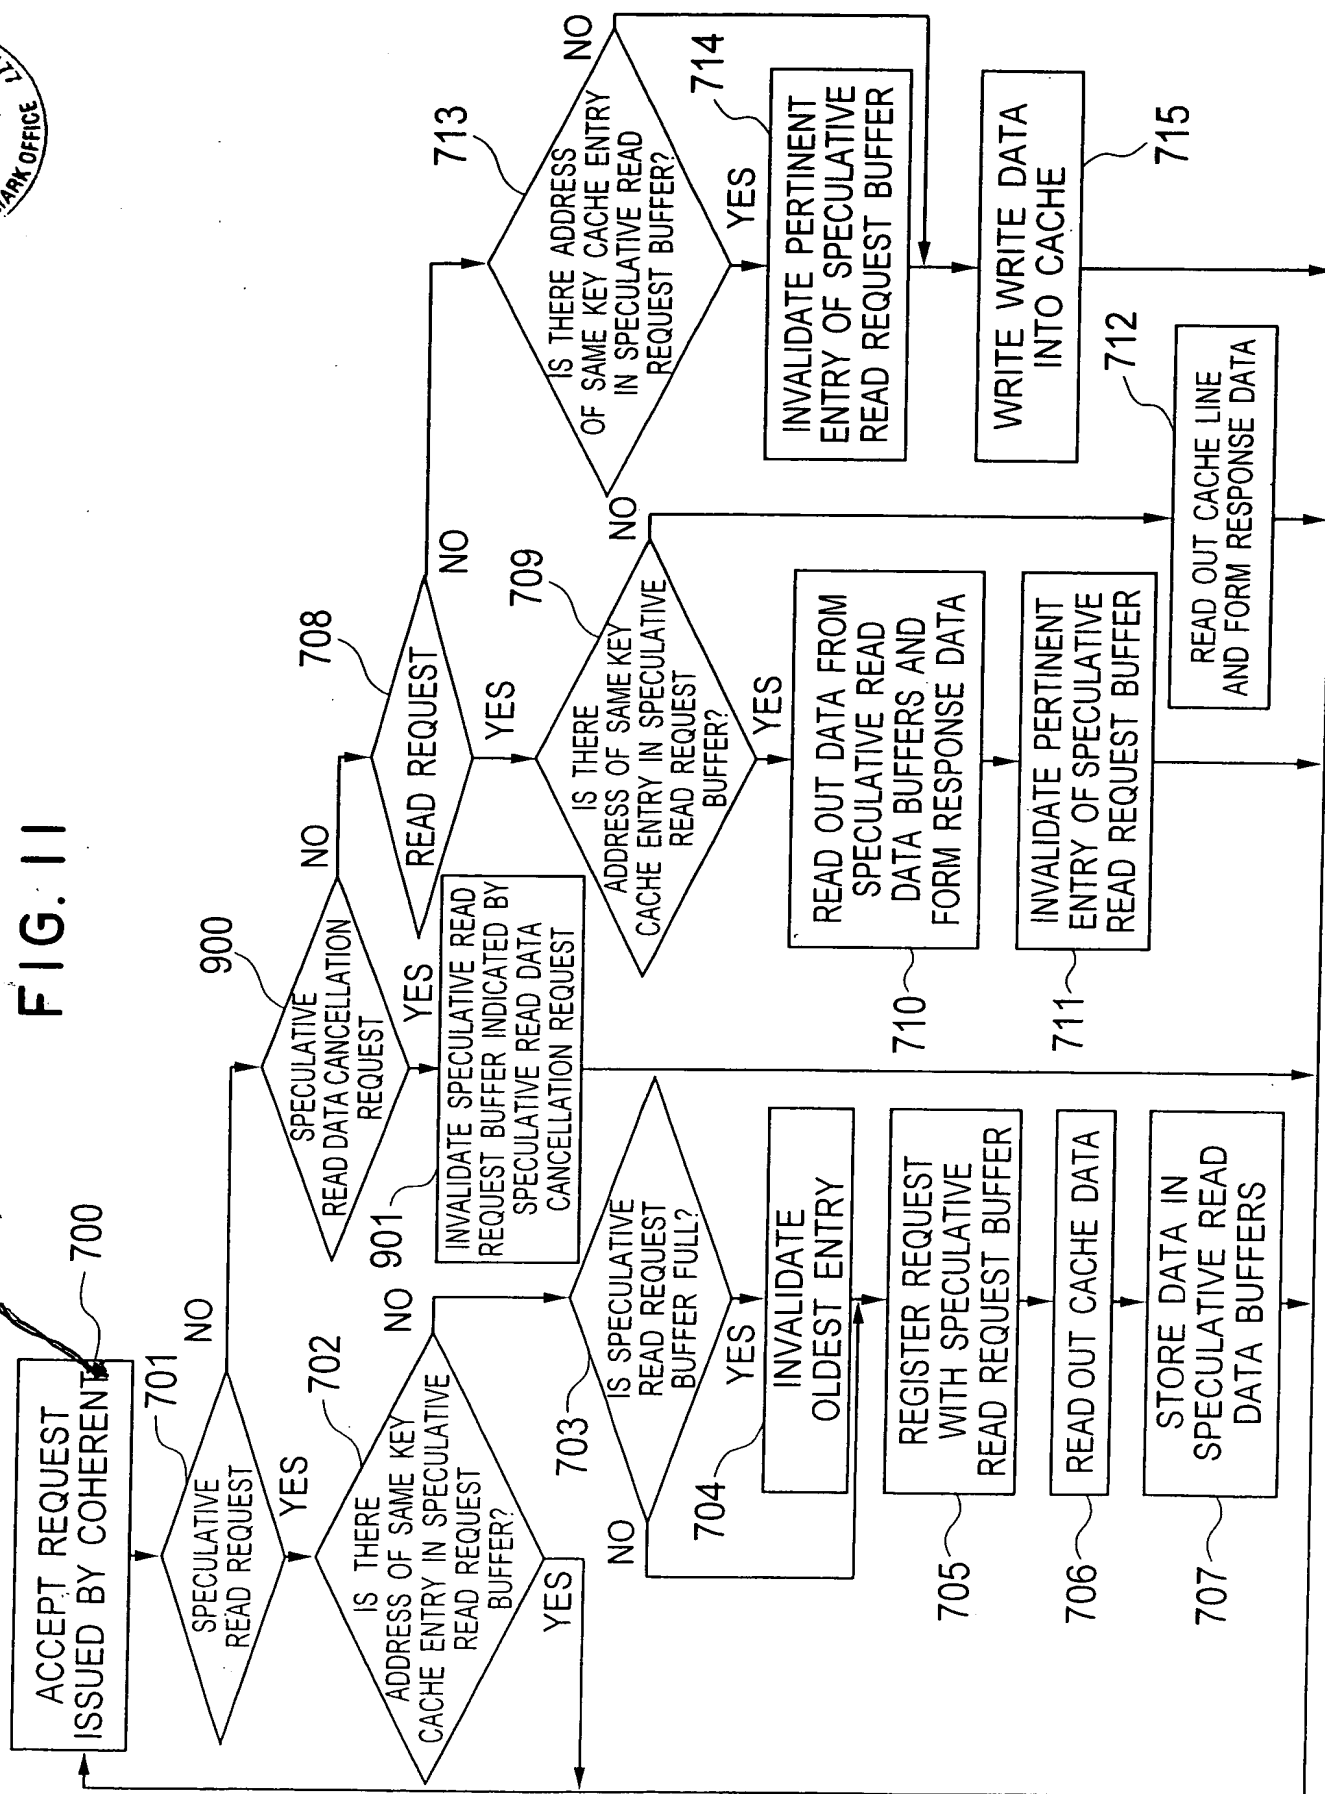 FIG. 11
ACCEPT REQUEST
ISSUED BY COHERENT
700
SPECULATIVE
READ REQUEST
701
NO
YES
IS THERE
ADDRESS OF SAME KEY
CACHE ENTRY IN SPECULATIVE
READ REQUEST
BUFFER?
702
NO
YES
IS SPECULATIVE
READ REQUEST
BUFFER FULL?
703
NO
YES
INVALIDATE
OLDEST ENTRY
704
REGISTER REQUEST
WITH SPECULATIVE
READ REQUEST BUFFER
705
READ OUT CACHE DATA
706
STORE DATA IN
SPECULATIVE READ
DATA BUFFERS
707
SPECULATIVE
READ DATA CANCELLATION
REQUEST
900
NO
YES
INVALIDATE SPECULATIVE READ
REQUEST BUFFER INDICATED BY
SPECULATIVE READ DATA
CANCELLATION REQUEST
901
READ REQUEST
708
NO
YES
IS THERE
ADDRESS OF SAME KEY
CACHE ENTRY IN SPECULATIVE
READ REQUEST
BUFFER?
709
NO
YES
READ OUT DATA FROM
SPECULATIVE READ
DATA BUFFERS AND
FORM RESPONSE DATA
710
INVALIDATE PERTINENT
ENTRY OF SPECULATIVE
READ REQUEST BUFFER
711
READ OUT CACHE LINE
AND FORM RESPONSE DATA
712
IS THERE ADDRESS
OF SAME KEY CACHE ENTRY
IN SPECULATIVE READ
REQUEST BUFFER?
713
NO
YES
INVALIDATE PERTINENT
ENTRY OF SPECULATIVE
READ REQUEST BUFFER
714
WRITE WRITE DATA
INTO CACHE
715
OFFICE